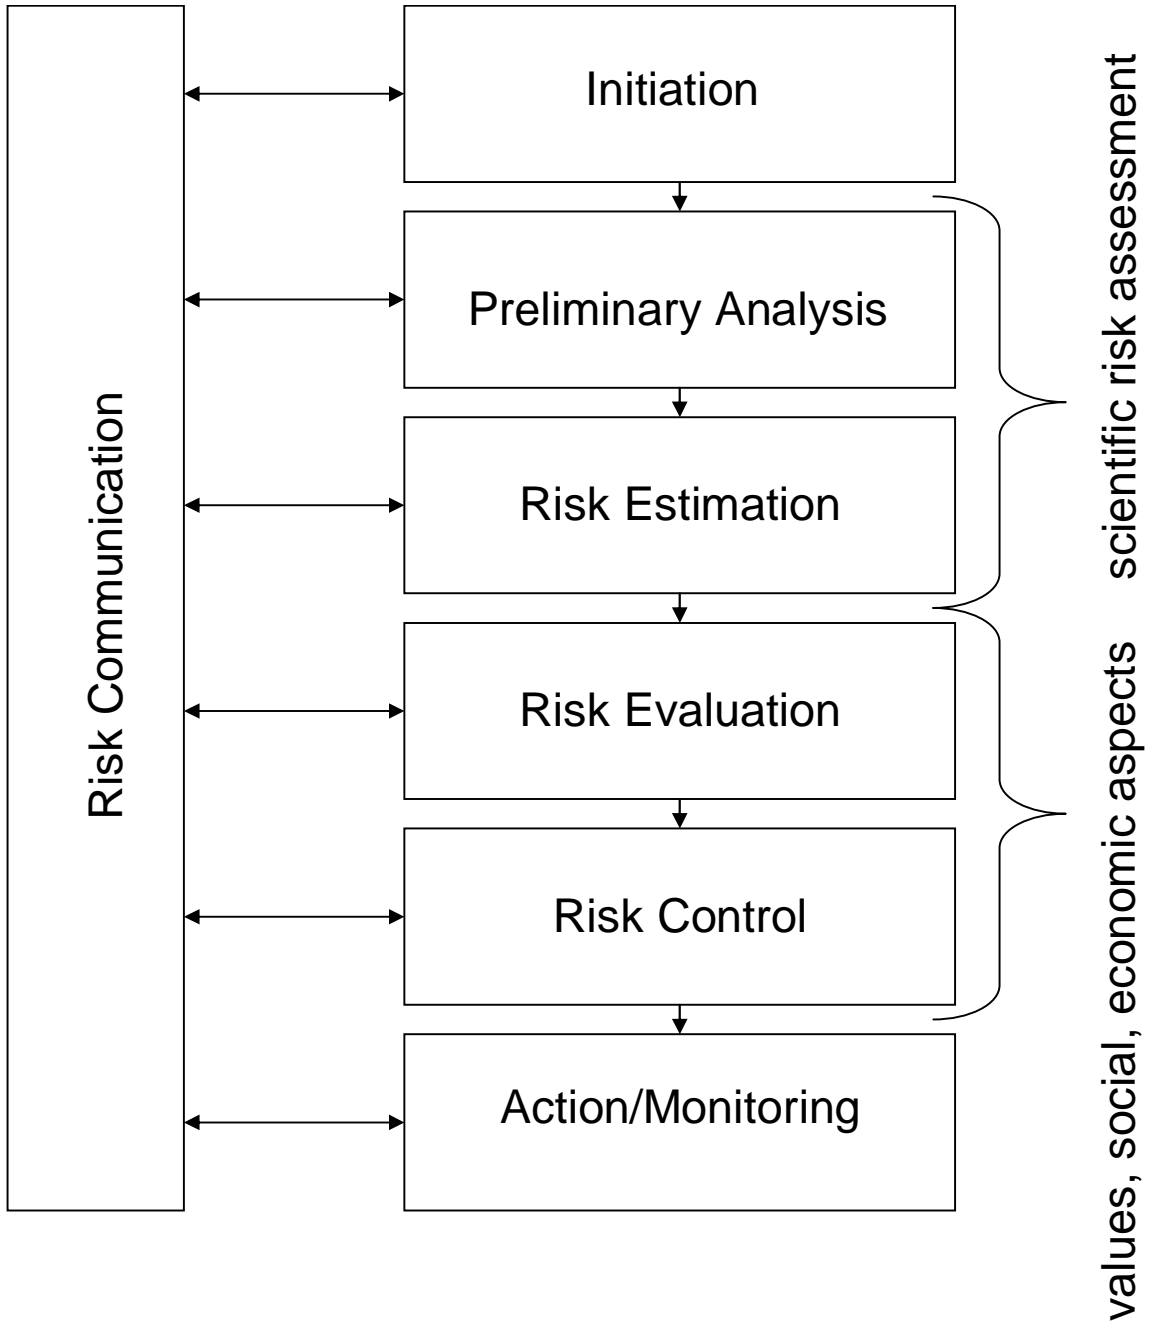 Risk Communication
Initiation
Preliminary Analysis
Risk Estimation
Risk Evaluation
Risk Control
Action/Monitoring
scientific risk assessment
values, social, economic aspects